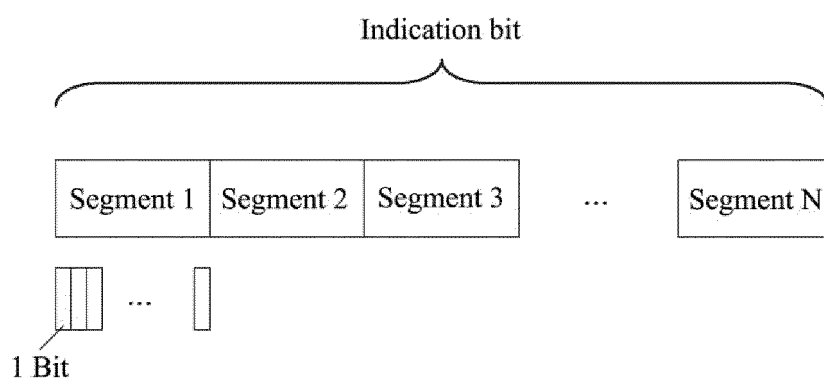 Indication bit
Segment 1 Segment 2 Segment 3 ... Segment N
...
1 Bit